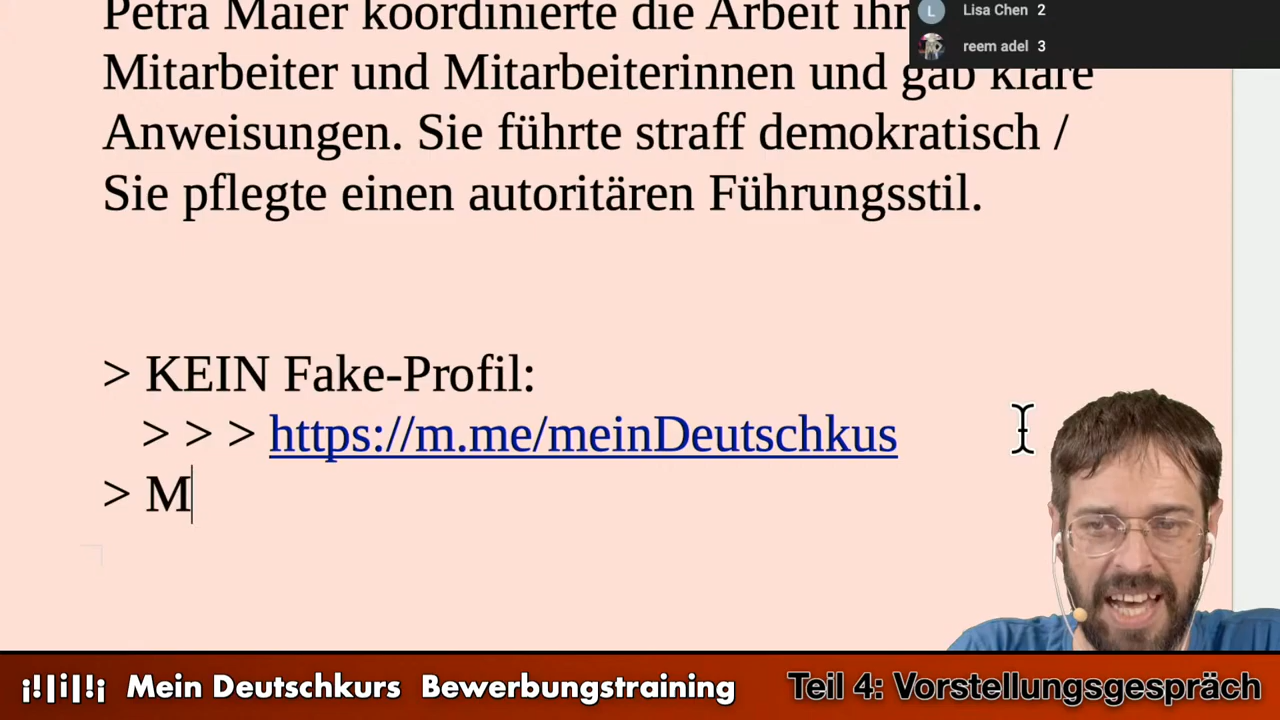 Petra Maier koordinierte die Arbeit ihr
Lisa Chen 2
L
reem adel 3
Mitarbeiter und Mitarbeiterinnen und gab klare
Anweisungen. Sie führte straff demokratisch /
Sie pflegte einen autoritären Führungsstil.
> KEIN Fake-Profil:
> > > https://m.me/meinDeutschkus
> M
¡!|i|!¡ Mein Deutschkurs Bewerbungstraining
Teil 4: Vorstellungsgespräch